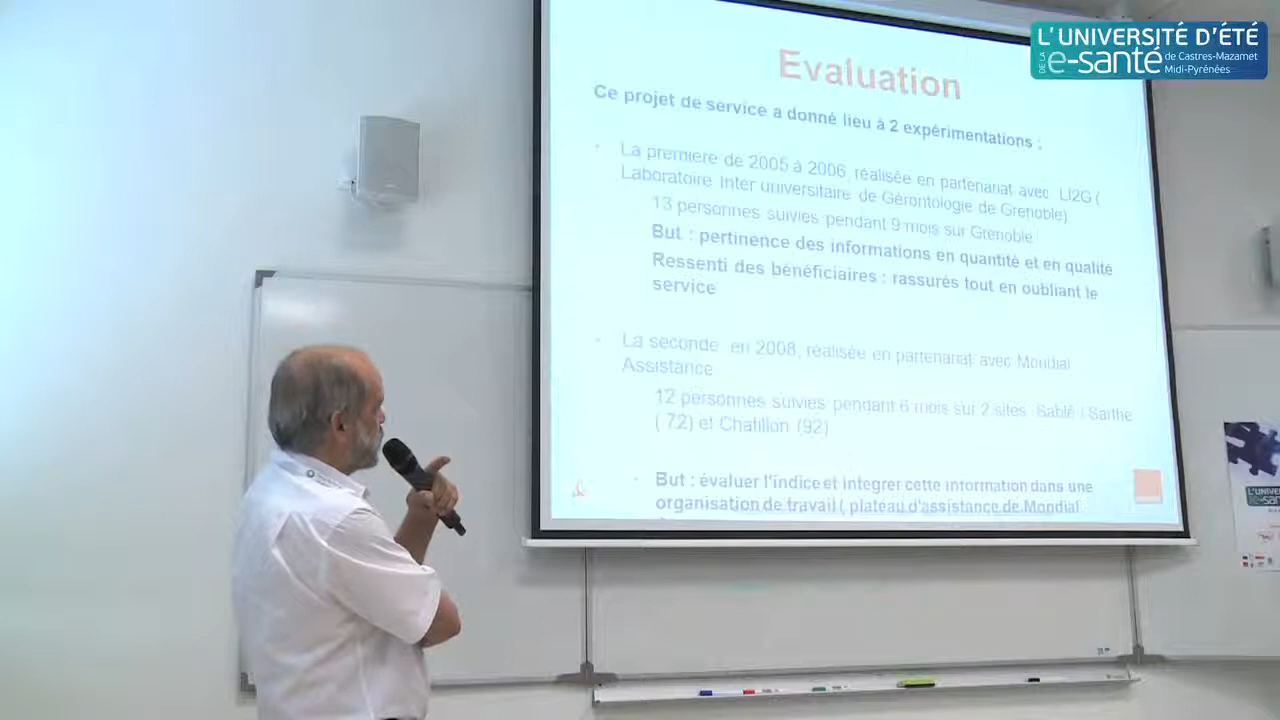 L'UNIVERSITÉ D'ÉTÉ
DE LA e-santé de Castres-Mazamet
Midi-Pyrénées
Evaluation
Ce projet de service a donné lieu à 2 expérimentations :
La premiere de 2005 à 2006, réalisée en partenariat avec LI2G (
Laboratoire Inter universitaire de Gérontologie de Grenoble)
13 personnes suivies pendant 9 mois sur Grenoble
But : pertinence des informations en quantité et en qualité
Ressenti des bénéficiaires : rassurés tout en oubliant le
service
La seconde en 2008, réalisée en partenariat avec Mondial
Assistance
12 personnes suivies pendant 6 mois sur 2 sites Sablé / Sarthe
( 72) et Chatillon (92)
But : évaluer l'indice et integrer cette information dans une
organisation de travail ( plateau d'assistance de Mondial
L'UNIVERS
e-san